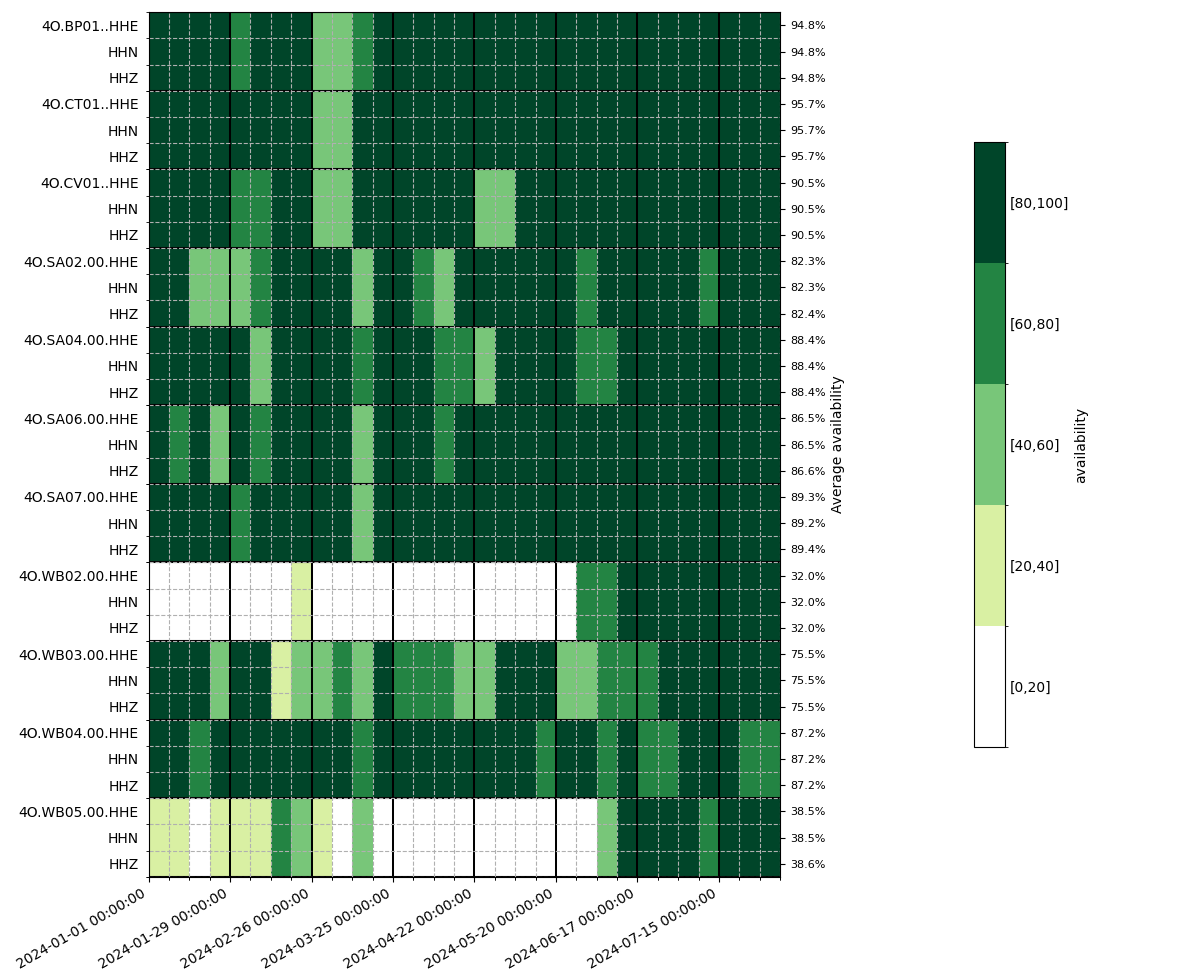 4O.BP01..HHE 94.8%
HHN 94.8%
HHZ 94.8%
4O.CT01..HHE 95.7%
HHN 95.7%
HHZ 95.7%
4O.CV01..HHE 90.5%
HHN 90.5%
HHZ 90.5%
4O.SA02.00.HHE 82.3%
HHN 82.3%
HHZ 82.4%
4O.SA04.00.HHE 88.4%
HHN 88.4%
HHZ 88.4%
4O.SA06.00.HHE 86.5%
HHN 86.5%
HHZ 86.6%
4O.SA07.00.HHE 89.3%
HHN 89.2%
HHZ 89.4%
4O.WB02.00.HHE 32.0%
HHN 32.0%
HHZ 32.0%
4O.WB03.00.HHE 75.5%
HHN 75.5%
HHZ 75.5%
4O.WB04.00.HHE 87.2%
HHN 87.2%
HHZ 87.2%
4O.WB05.00.HHE 38.5%
HHN 38.5%
HHZ 38.6%
2024-01-01 00:00:00
2024-01-29 00:00:00
2024-02-26 00:00:00
2024-03-25 00:00:00
2024-04-22 00:00:00
2024-05-20 00:00:00
2024-06-17 00:00:00
2024-07-15 00:00:00
Average availability
[80,100]
[60,80]
[40,60]
[20,40]
[0,20]
availability